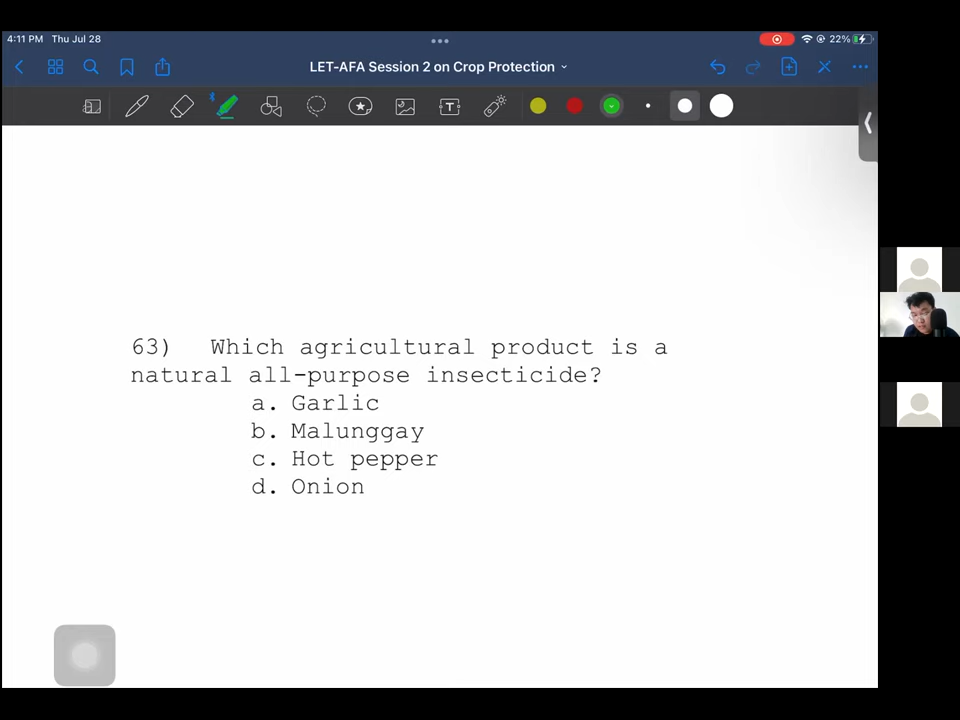 4:11 PM Thu Jul 28
22%
LET-AFA Session 2 on Crop Protection
63) Which agricultural product is a
natural all-purpose insecticide?
a. Garlic
b. Malunggay
c. Hot pepper
d. Onion